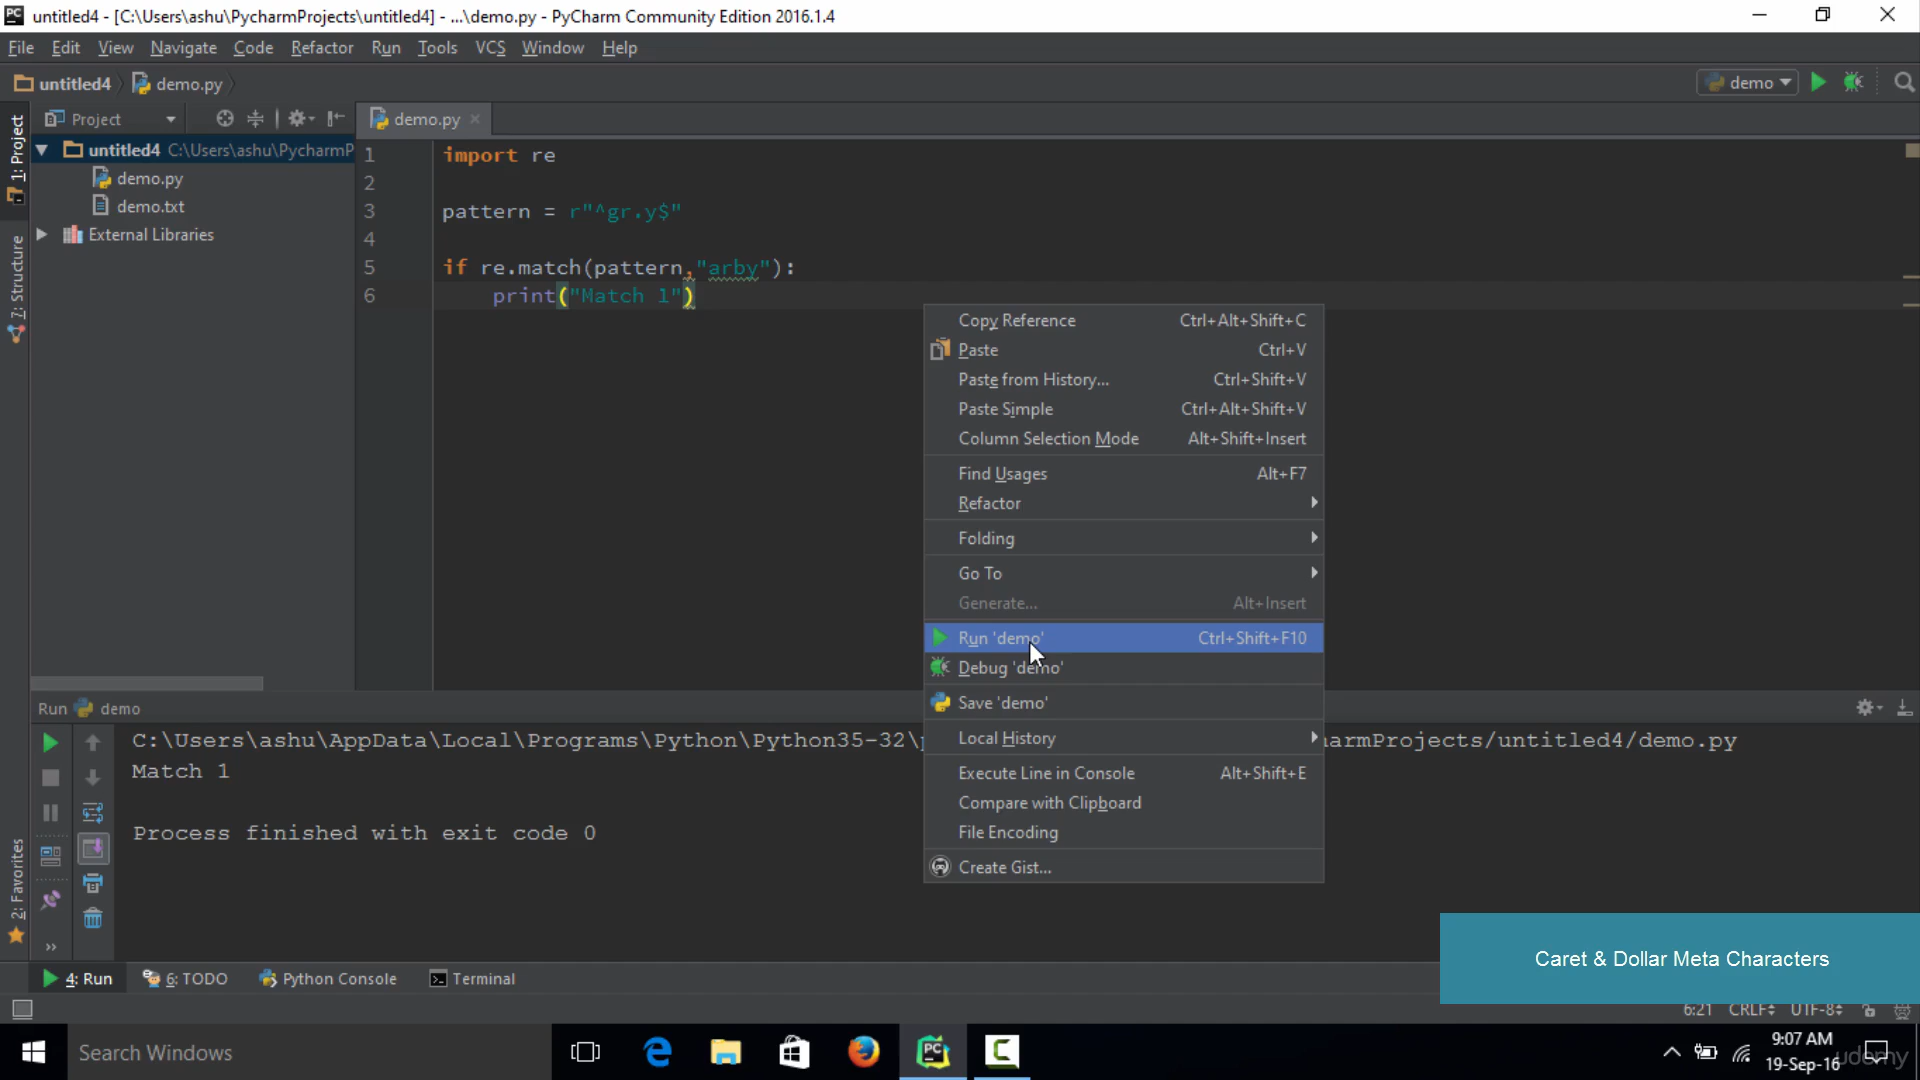 untitled4 - [C:\Users\ashu\PycharmProjects\untitled4] - ...\demo.py - PyCharm Community Edition 2016.1.4
File Edit View Navigate Code Refactor Run Tools VCS Window Help
untitled4 demo.py demo
Project demo.py
1: Project
7: Structure
2: Favorites
untitled4 C:\Users\ashu\PycharmP
demo.py
demo.txt
External Libraries
1 import re
2
3 pattern = r"^gr.y$"
4
5 if re.match(pattern,"arby"):
6 print("Match 1")
Copy Reference Ctrl+Alt+Shift+C
Paste Ctrl+V
Paste from History... Ctrl+Shift+V
Paste Simple Ctrl+Alt+Shift+V
Column Selection Mode Alt+Shift+Insert
Find Usages Alt+F7
Refactor
Folding
Go To
Generate... Alt+Insert
Run 'demo' Ctrl+Shift+F10
Debug 'demo'
Save 'demo'
Local History
Execute Line in Console Alt+Shift+E
Compare with Clipboard
File Encoding
Create Gist...
Run demo
C:\Users\ashu\AppData\Local\Programs\Python\Python35-32\ armProjects/untitled4/demo.py
Match 1
Process finished with exit code 0
Caret & Dollar Meta Characters
4: Run 6: TODO Python Console Terminal
6:21 CRLF UTF-8
Search Windows
9:07 AM
19-Sep-16
udemy